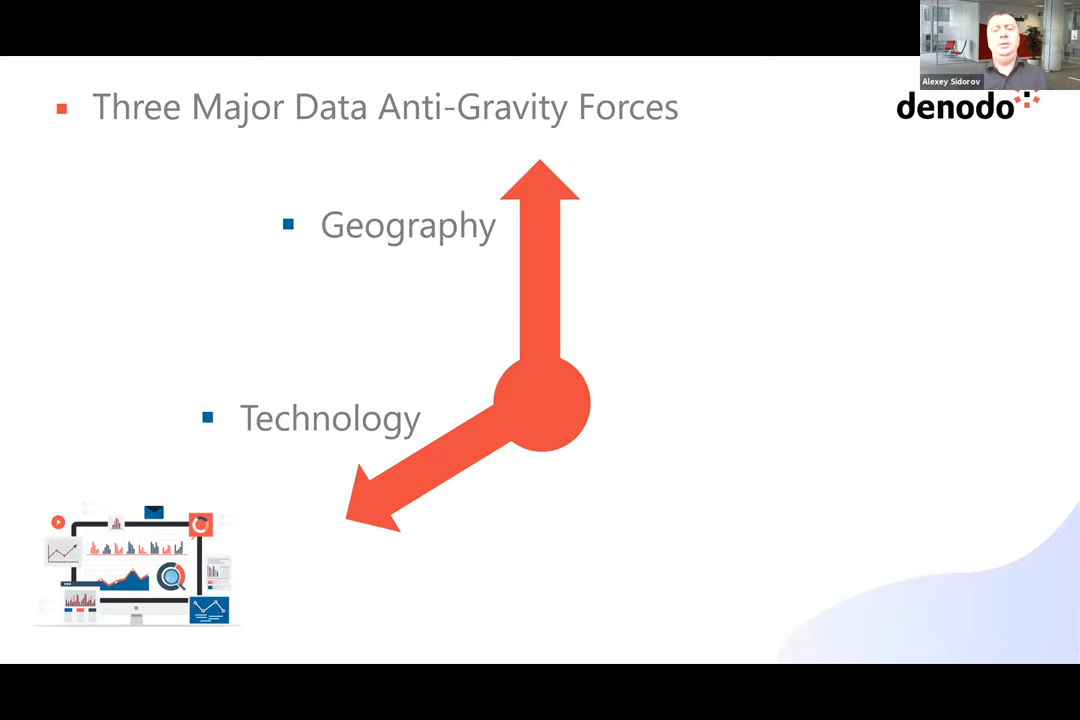 Alexey Sidorov
Three Major Data Anti-Gravity Forces
denodo
Geography
Technology